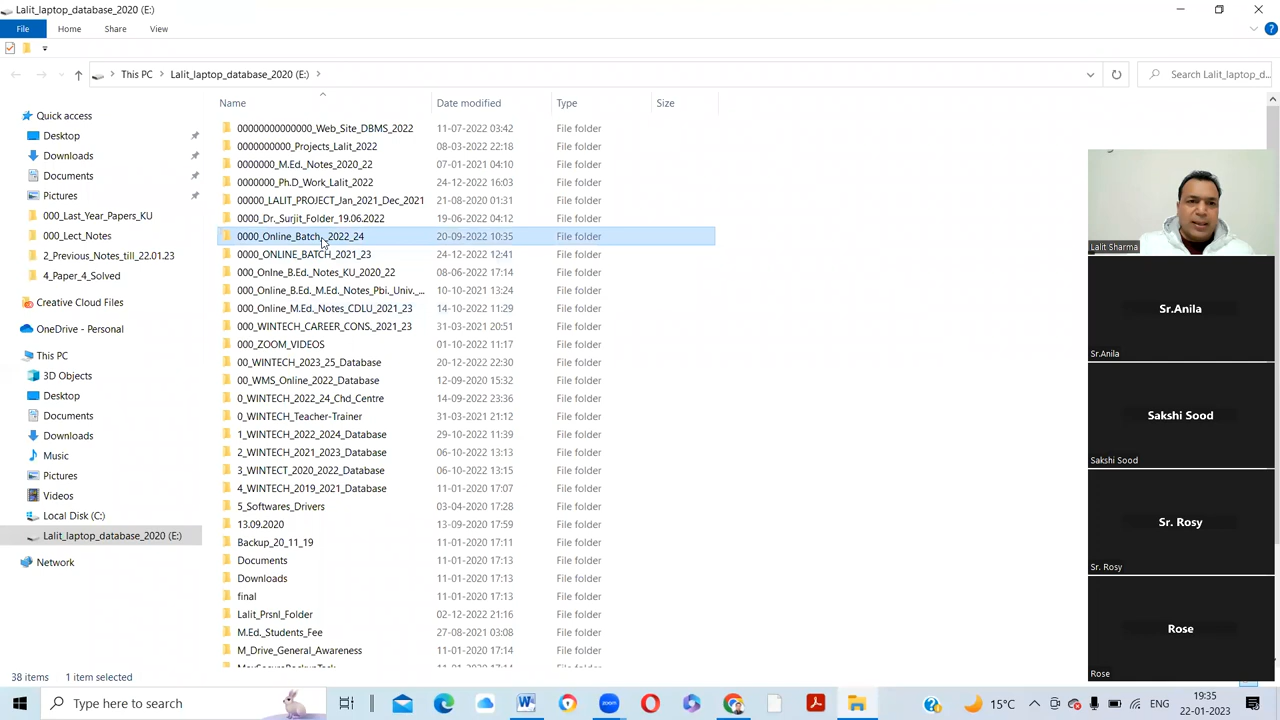 Lalit_laptop_database_2020 (E:)
File Home Share View
This PC Lalit_laptop_database_2020 (E:) Search Lalit_laptop_d...
Name Date modified Type Size
Quick access
Desktop
Downloads
Documents
Pictures
000_Last_Year_Papers_KU
000_Lect_Notes
2_Previous_Notes_till_22.01.23
4_Paper_4_Solved
Creative Cloud Files
OneDrive - Personal
This PC
3D Objects
Desktop
Documents
Downloads
Music
Pictures
Videos
Local Disk (C:)
Lalit_laptop_database_2020 (E:)
Network
00000000000000_Web_Site_DBMS_2022 11-07-2022 03:42 File folder
0000000000_Projects_Lalit_2022 08-03-2022 22:18 File folder
0000000_M.Ed._Notes_2020_22 07-01-2021 04:10 File folder
0000000_Ph.D_Work_Lalit_2022 24-12-2022 16:03 File folder
00000_LALIT_PROJECT_Jan_2021_Dec_2021 21-08-2020 01:31 File folder
0000_Dr._Surjit_Folder_19.06.2022 19-06-2022 04:12 File folder
0000_Online_Batch_2022_24 20-09-2022 10:35 File folder
0000_ONLINE_BATCH_2021_23 24-12-2022 12:41 File folder
000_Onlne_B.Ed._Notes_KU_2020_22 08-06-2022 17:14 File folder
000_Online_B.Ed._M.Ed._Notes_Pbi._Univ._... 10-10-2021 13:24 File folder
000_Online_M.Ed._Notes_CDLU_2021_23 14-10-2022 11:29 File folder
000_WINTECH_CAREER_CONS._2021_23 31-03-2021 20:51 File folder
000_ZOOM_VIDEOS 01-10-2022 11:17 File folder
00_WINTECH_2023_25_Database 20-12-2022 22:30 File folder
00_WMS_Online_2022_Database 12-09-2020 15:32 File folder
0_WINTECH_2022_24_Chd_Centre 14-09-2022 23:36 File folder
0_WINTECH_Teacher-Trainer 31-03-2021 21:12 File folder
1_WINTECH_2022_2024_Database 29-10-2022 11:39 File folder
2_WINTECH_2021_2023_Database 06-10-2022 13:13 File folder
3_WINTECT_2020_2022_Database 06-10-2022 13:15 File folder
4_WINTECH_2019_2021_Database 11-01-2020 17:07 File folder
5_Softwares_Drivers 03-04-2020 17:28 File folder
13.09.2020 13-09-2020 17:59 File folder
Backup_20_11_19 11-01-2020 17:11 File folder
Documents 11-01-2020 17:13 File folder
Downloads 11-01-2020 17:13 File folder
final 11-01-2020 17:13 File folder
Lalit_Prsnl_Folder 02-12-2022 21:16 File folder
M.Ed._Students_Fee 27-08-2021 03:08 File folder
M_Drive_General_Awareness 11-01-2020 17:14 File folder
38 items 1 item selected
Lalit Sharma
Sr.Anila
Sr.Anila
Sakshi Sood
Sakshi Sood
Sr. Rosy
Sr. Rosy
Rose
Rose
Type here to search
zoom
15°C ENG 19:35
22-01-2023